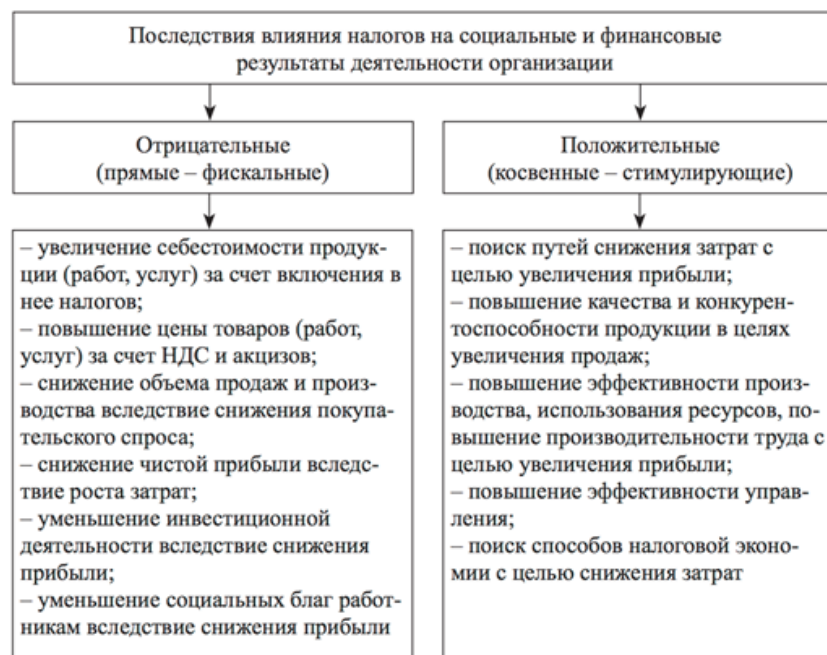 Последствия влияния налогов на социальные и финансовые
результаты деятельности организации
Отрицательные
(прямые – фискальные)
Положительные
(косвенные – стимулирующие)
– увеличение себестоимости продук-
ции (работ, услуг) за счет включения в
нее налогов;
– повышение цены товаров (работ,
услуг) за счет НДС и акцизов;
– снижение объема продаж и произ-
водства вследствие снижения покупа-
тельского спроса;
– снижение чистой прибыли вследс-
твие роста затрат;
– уменьшение инвестиционной
деятельности вследствие снижения
прибыли;
– уменьшение социальных благ работ-
никам вследствие снижения прибыли
– поиск путей снижения затрат с
целью увеличения прибыли;
– повышение качества и конкурен-
тоспособности продукции в целях
увеличения продаж;
– повышение эффективности произ-
водства, использования ресурсов, по-
вышение производительности труда с
целью увеличения прибыли;
– повышение эффективности управ-
ления;
– поиск способов налоговой эконо-
мии с целью снижения затрат